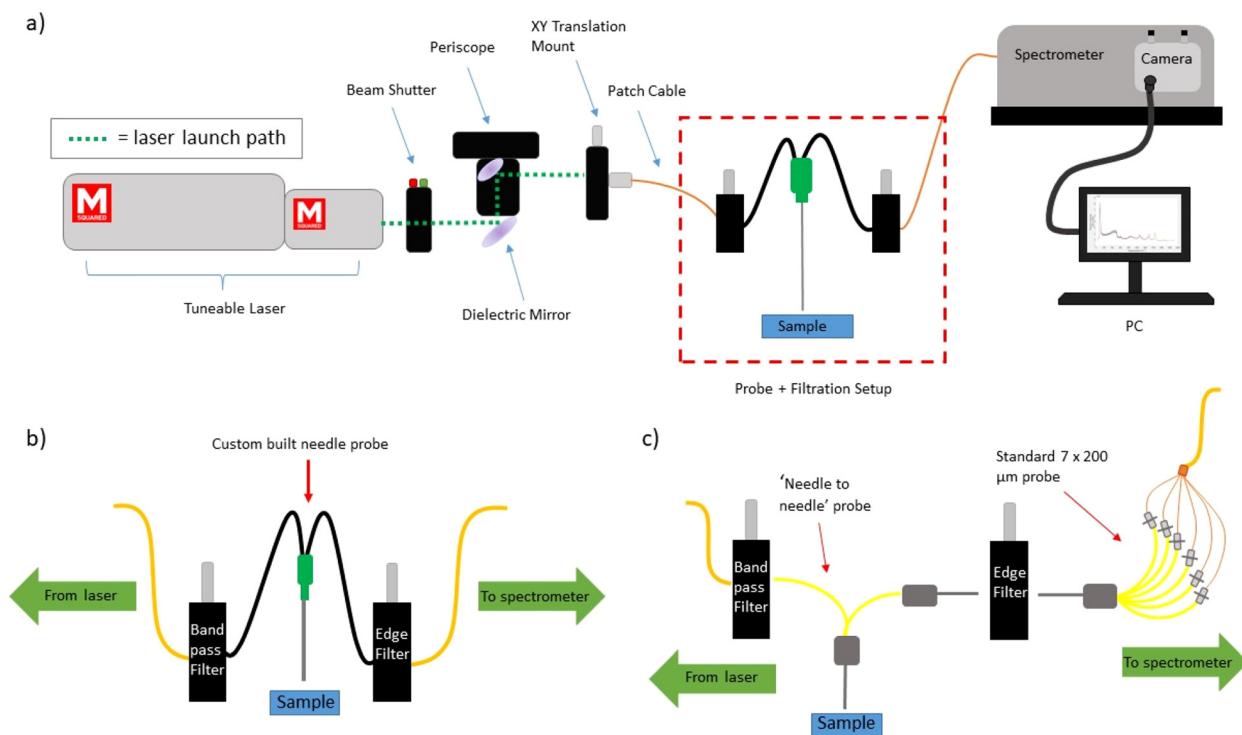 a)
XY Translation
Mount
Periscope
Spectrometer
Camera
Beam Shutter
Patch Cable
= laser launch path
M
SQUARED
M
SQUARED
Tuneable Laser
Dielectric Mirror
Sample
PC
Probe + Filtration Setup
b)
Custom built needle probe
From laser
To spectrometer
Band
pass
Filter
Edge
Filter
Sample
c)
Standard 7 x 200
µm probe
‘Needle to
needle’ probe
Band
pass
Filter
Edge
Filter
From laser
To spectrometer
Sample